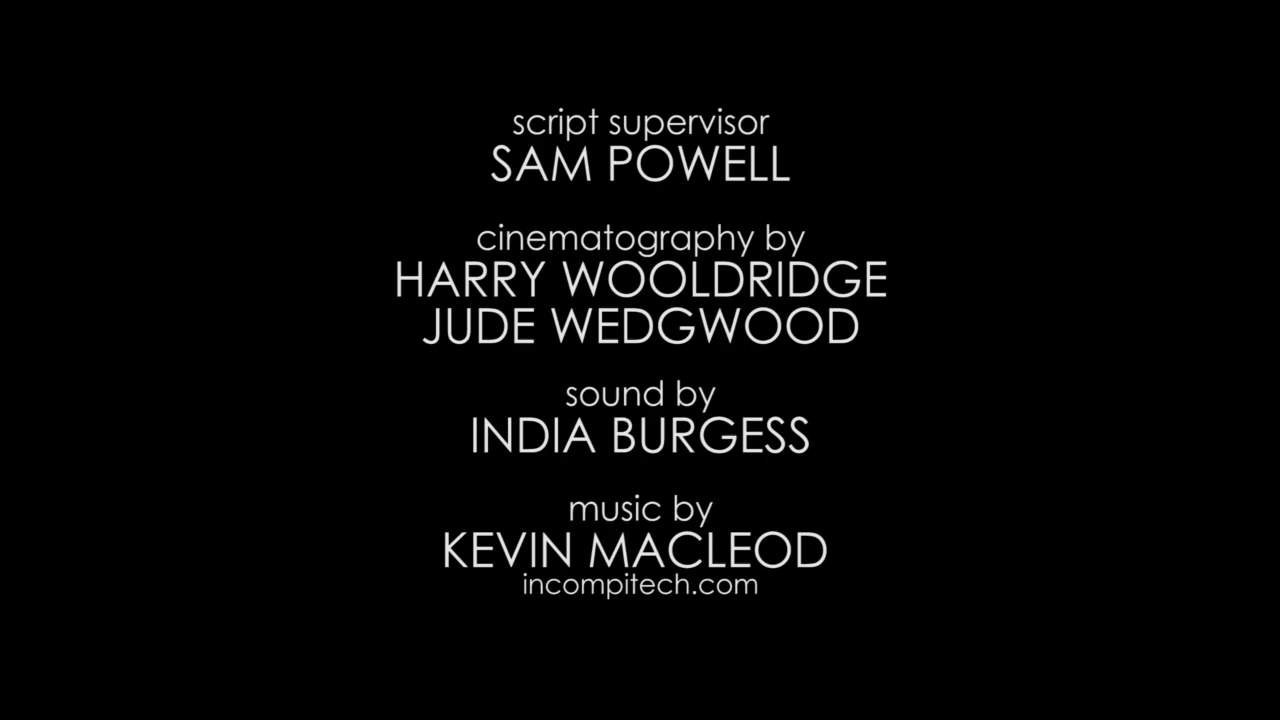 script supervisor
SAM POWELL
cinematography by
HARRY WOOLDRIDGE
JUDE WEDGWOOD
sound by
INDIA BURGESS
music by
KEVIN MACLEOD
incompitech.com